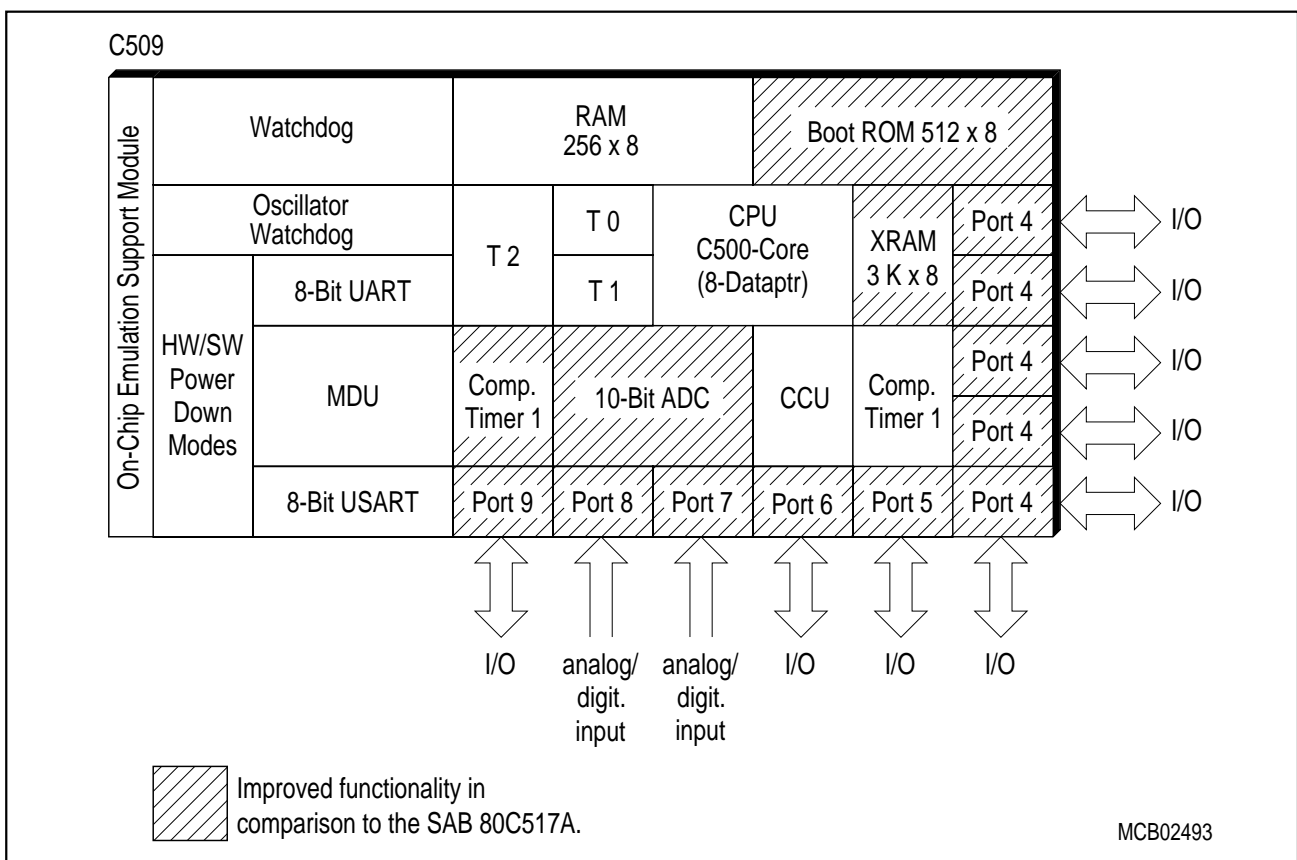 C509
On-Chip Emulation Support Module
Watchdog
RAM
256 x 8
Boot ROM 512 x 8
Oscillator
Watchdog
T 2
T 0
CPU
C500-Core
(8-Dataptr)
XRAM
3 K x 8
Port 4
I/O
8-Bit UART
T 1
Port 4
I/O
HW/SW
Power
Down
Modes
MDU
Comp.
Timer 1
10-Bit ADC
CCU
Comp.
Timer 1
Port 4
I/O
Port 4
I/O
8-Bit USART
Port 9
Port 8
Port 7
Port 6
Port 5
Port 4
I/O
I/O
analog/
digit.
input
analog/
digit.
input
I/O
I/O
I/O
Improved functionality in
comparison to the SAB 80C517A.
MCB02493